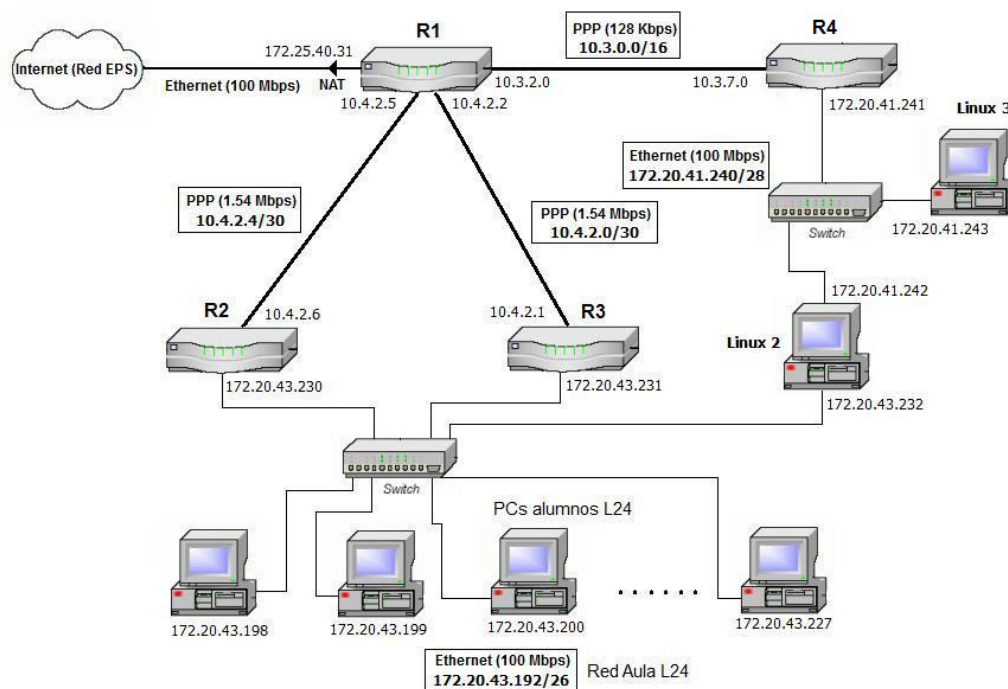 R1
PPP (128 Kbps)
10.3.0.0/16
R4
172.25.40.31
Internet (Red EPS)
Ethernet (100 Mbps)
NAT
10.3.2.0
10.3.7.0
10.4.2.5
10.4.2.2
172.20.41.241
Linux 3
Ethernet (100 Mbps)
172.20.41.240/28
PPP (1.54 Mbps)
10.4.2.4/30
PPP (1.54 Mbps)
10.4.2.0/30
Switch
172.20.41.243
172.20.41.242
R2
10.4.2.6
10.4.2.1
R3
Linux 2
172.20.43.230
172.20.43.231
172.20.43.232
Switch
PCs alumnos L24
. . . . . .
172.20.43.198
172.20.43.199
172.20.43.200
172.20.43.227
Ethernet (100 Mbps)
172.20.43.192/26
Red Aula L24